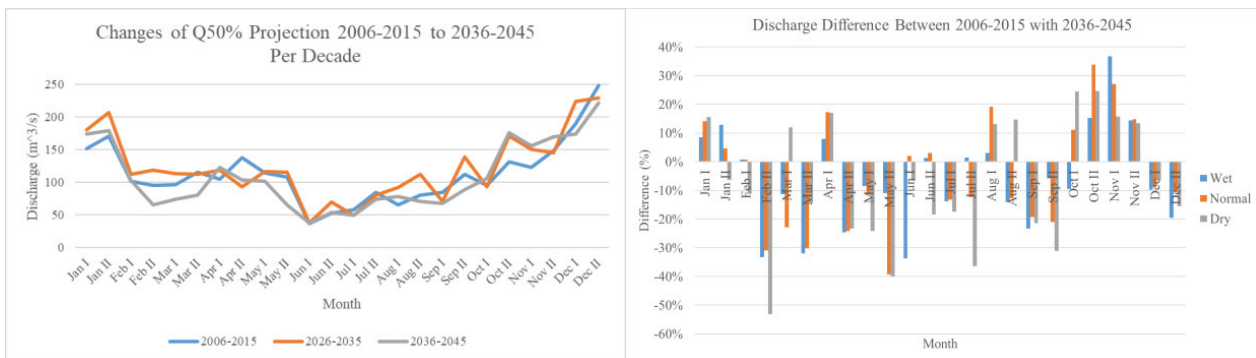 Changes of Q50% Projection 2006-2015 to 2036-2045
Per Decade
Discharge (m^3/s)
250
200
150
100
50
0
Jan I
Jan II
Feb I
Feb II
Mar I
Mar II
Apr I
Apr II
May I
May II
Jun I
Jun II
Jul I
Jul II
Aug I
Aug II
Sep I
Sep II
Oct I
Oct II
Nov I
Nov II
Dec I
Dec II
Month
2006-2015
2026-2035
2036-2045
Discharge Difference Between 2006-2015 with 2036-2045
Difference (%)
40%
30%
20%
10%
0%
-10%
-20%
-30%
-40%
-50%
-60%
Jan I
Jan II
Feb I
Feb II
Mar I
Mar II
Apr I
Apr II
May I
May II
Jun I
Jun II
Jul I
Jul II
Aug I
Aug II
Sep I
Sep II
Oct I
Oct II
Nov I
Nov II
Dec I
Dec II
Month
Wet
Normal
Dry